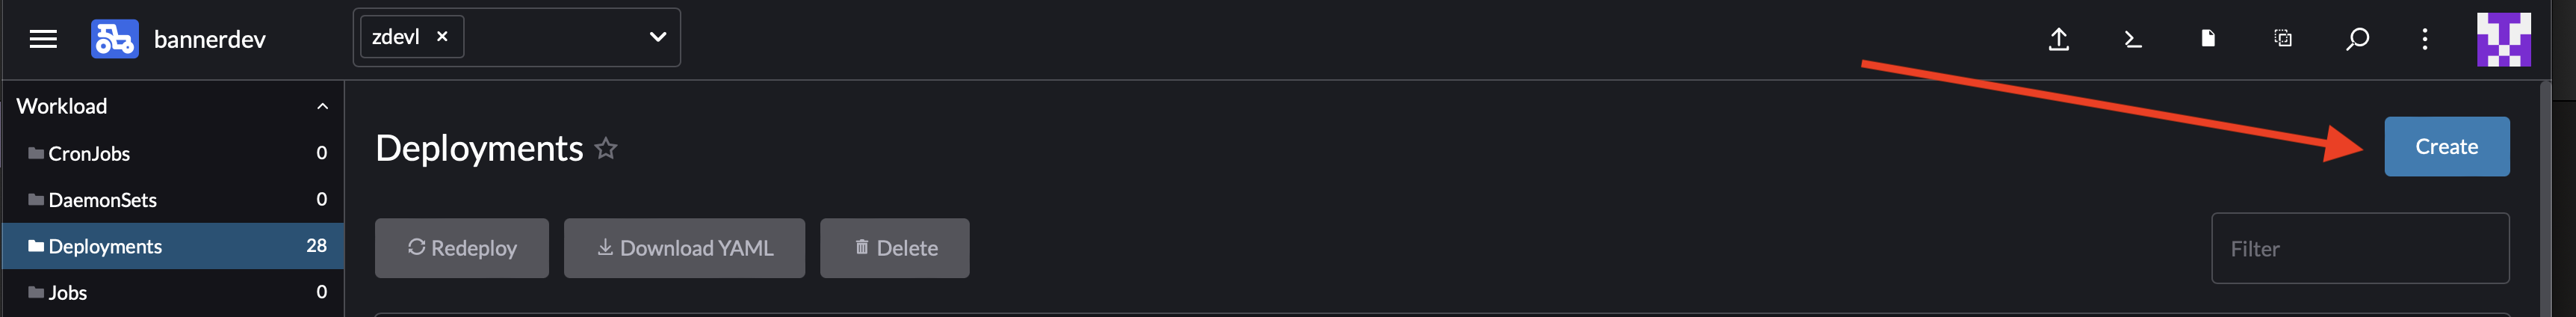 bannerdev
zdevl
Workload
CronJobs 0
DaemonSets 0
Deployments 28
Jobs 0
Deployments
Create
Redeploy
Download YAML
Delete
Filter